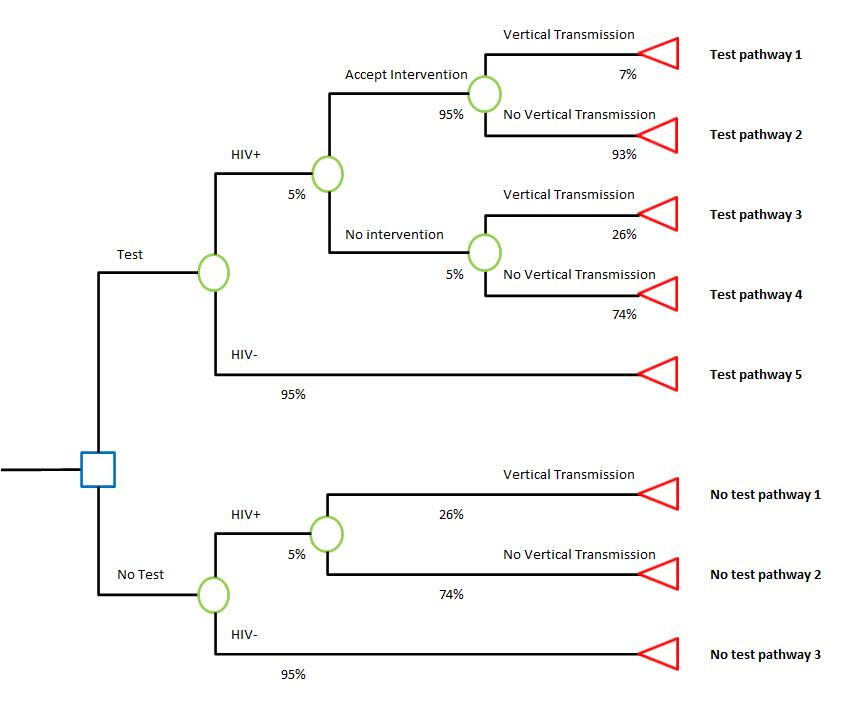 Vertical Transmission
Test pathway 1
Accept Intervention
7%
95%
No Vertical Transmission
Test pathway 2
HIV+
93%
5%
Vertical Transmission
Test pathway 3
No intervention
26%
Test
5%
No Vertical Transmission
Test pathway 4
74%
HIV-
Test pathway 5
95%
Vertical Transmission
No test pathway 1
HIV+
26%
5%
No Vertical Transmission
No Test
No test pathway 2
74%
HIV-
No test pathway 3
95%